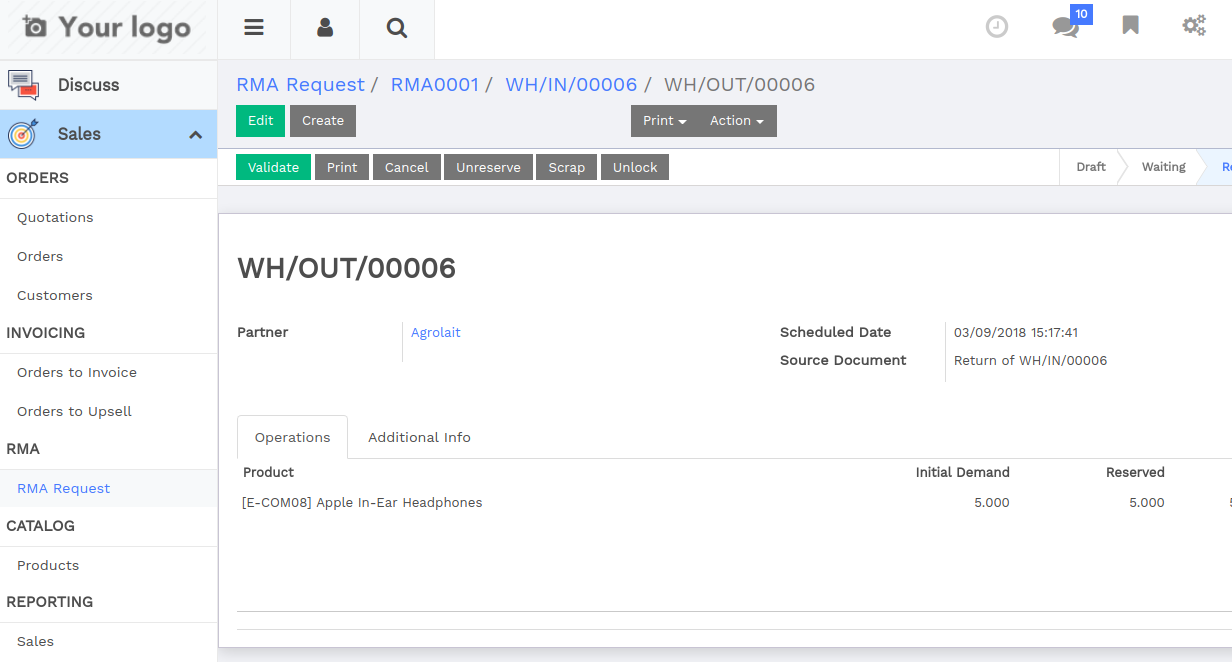 Your logo
10
Discuss
Sales
ORDERS
Quotations
Orders
Customers
INVOICING
Orders to Invoice
Orders to Upsell
RMA
RMA Request
CATALOG
Products
REPORTING
Sales
RMA Request / RMA0001 / WH/IN/00006 / WH/OUT/00006
Edit Create Print Action
Validate Print Cancel Unreserve Scrap Unlock Draft Waiting
WH/OUT/00006
Partner Agrolait Scheduled Date 03/09/2018 15:17:41
Source Document Return of WH/IN/00006
Operations Additional Info
Product Initial Demand Reserved
[E-COM08] Apple In-Ear Headphones 5.000 5.000